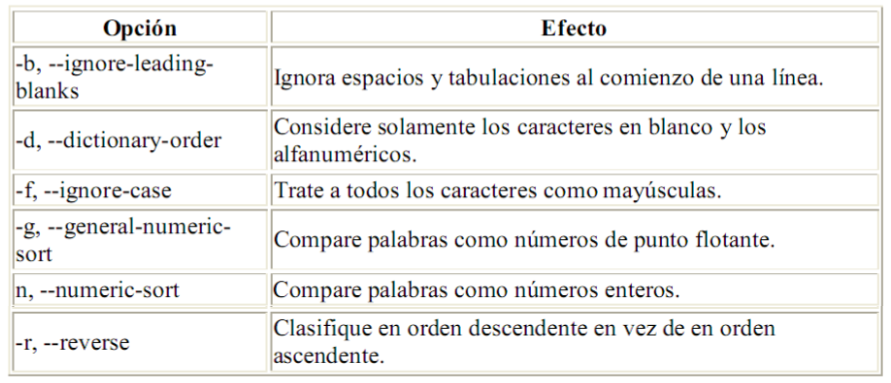 Opción Efecto
-b, --ignore-leading-
blanks
Ignora espacios y tabulaciones al comienzo de una línea.
-d, --dictionary-order
Considere solamente los caracteres en blanco y los
alfanuméricos.
-f, --ignore-case
Trate a todos los caracteres como mayúsculas.
-g, --general-numeric-
sort
Compare palabras como números de punto flotante.
n, --numeric-sort
Compare palabras como números enteros.
-r, --reverse
Clasifique en orden descendente en vez de en orden
ascendente.